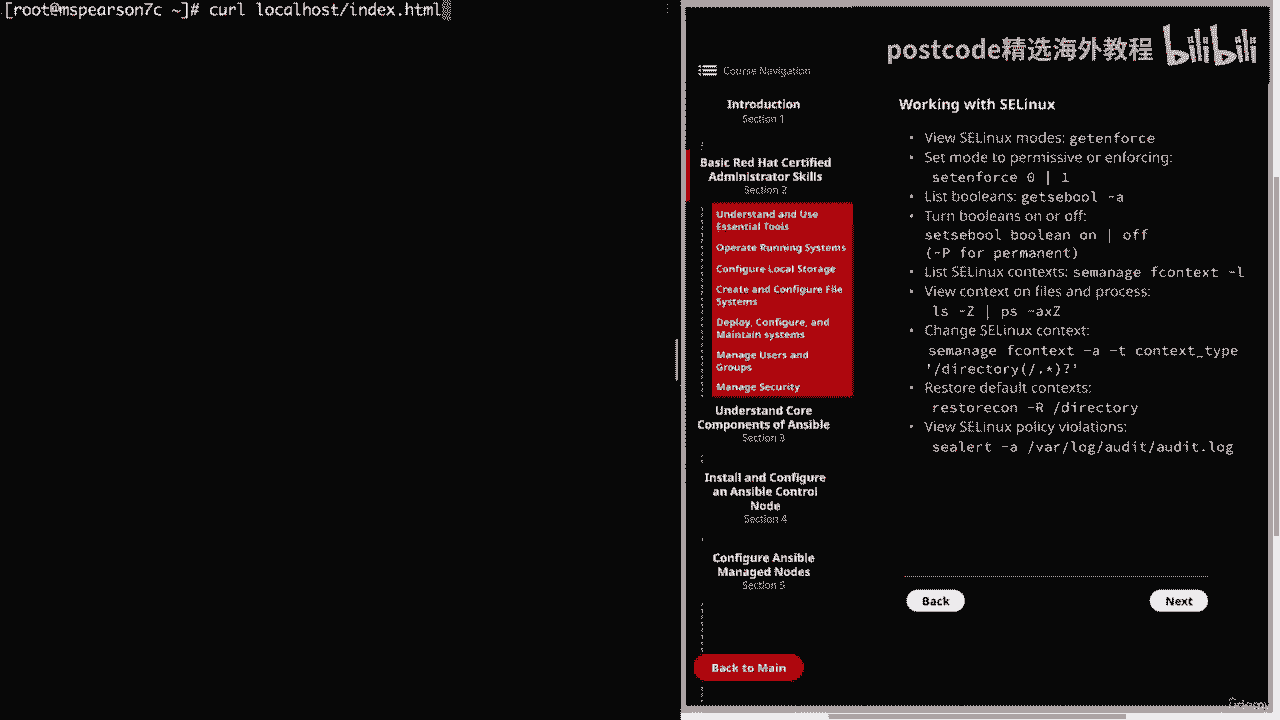 [root@mspearson7c ~]# curl localhost/index.html
postcode精选海外教程 bilibili
Course Navigation
Introduction
Section 1
Basic Red Hat Certified
Administrator Skills
Section 2
Understand and Use
Essential Tools
Operate Running Systems
Configure Local Storage
Create and Configure File
Systems
Deploy, Configure, and
Maintain systems
Manage Users and
Groups
Manage Security
Understand Core
Components of Ansible
Section 3
Install and Configure
an Ansible Control
Node
Section 4
Configure Ansible
Managed Nodes
Section 5
Back to Main
Working with SELinux
• View SELinux modes: getenforce
• Set mode to permissive or enforcing:
setenforce 0 | 1
• List booleans: getsebool -a
• Turn booleans on or off:
setsebool boolean on | off
(-P for permanent)
• List SELinux contexts: semanage fcontext -l
• View context on files and process:
ls -Z | ps -axZ
• Change SELinux context:
semanage fcontext -a -t context_type
'/directory(/.*)?'
• Restore default contexts:
restorecon -R /directory
• View SELinux policy violations:
sealert -a /var/log/audit/audit.log
Back
Next
Udemy